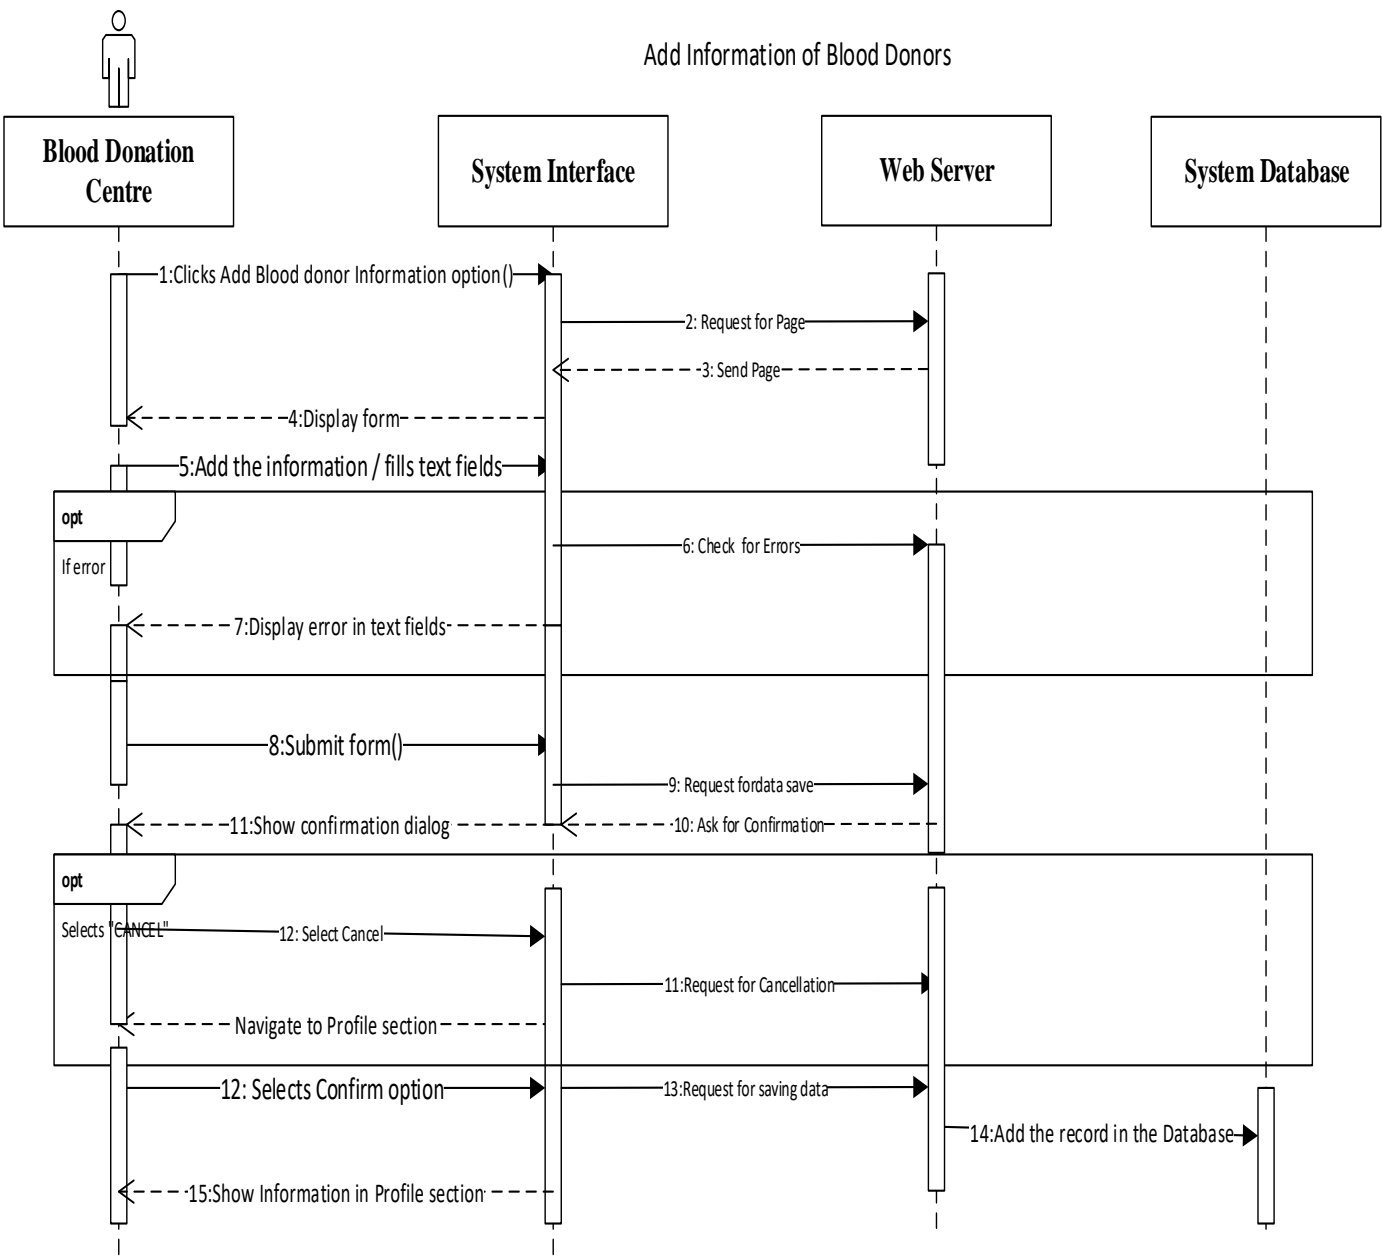 Add Information of Blood Donors
Blood Donation
Centre
System Interface
Web Server
System Database
1:Clicks Add Blood donor Information option()
2: Request for Page
3: Send Page
4:Display form
5:Add the information / fills text fields
opt
If error
6: Check for Errors
7:Display error in text fields
8:Submit form()
9: Request fordata save
11:Show confirmation dialog
10: Ask for Confirmation
opt
Selects "CANCEL"
12: Select Cancel
11:Request for Cancellation
Navigate to Profile section
12: Selects Confirm option
13:Request for saving data
14:Add the record in the Database
15:Show Information in Profile section